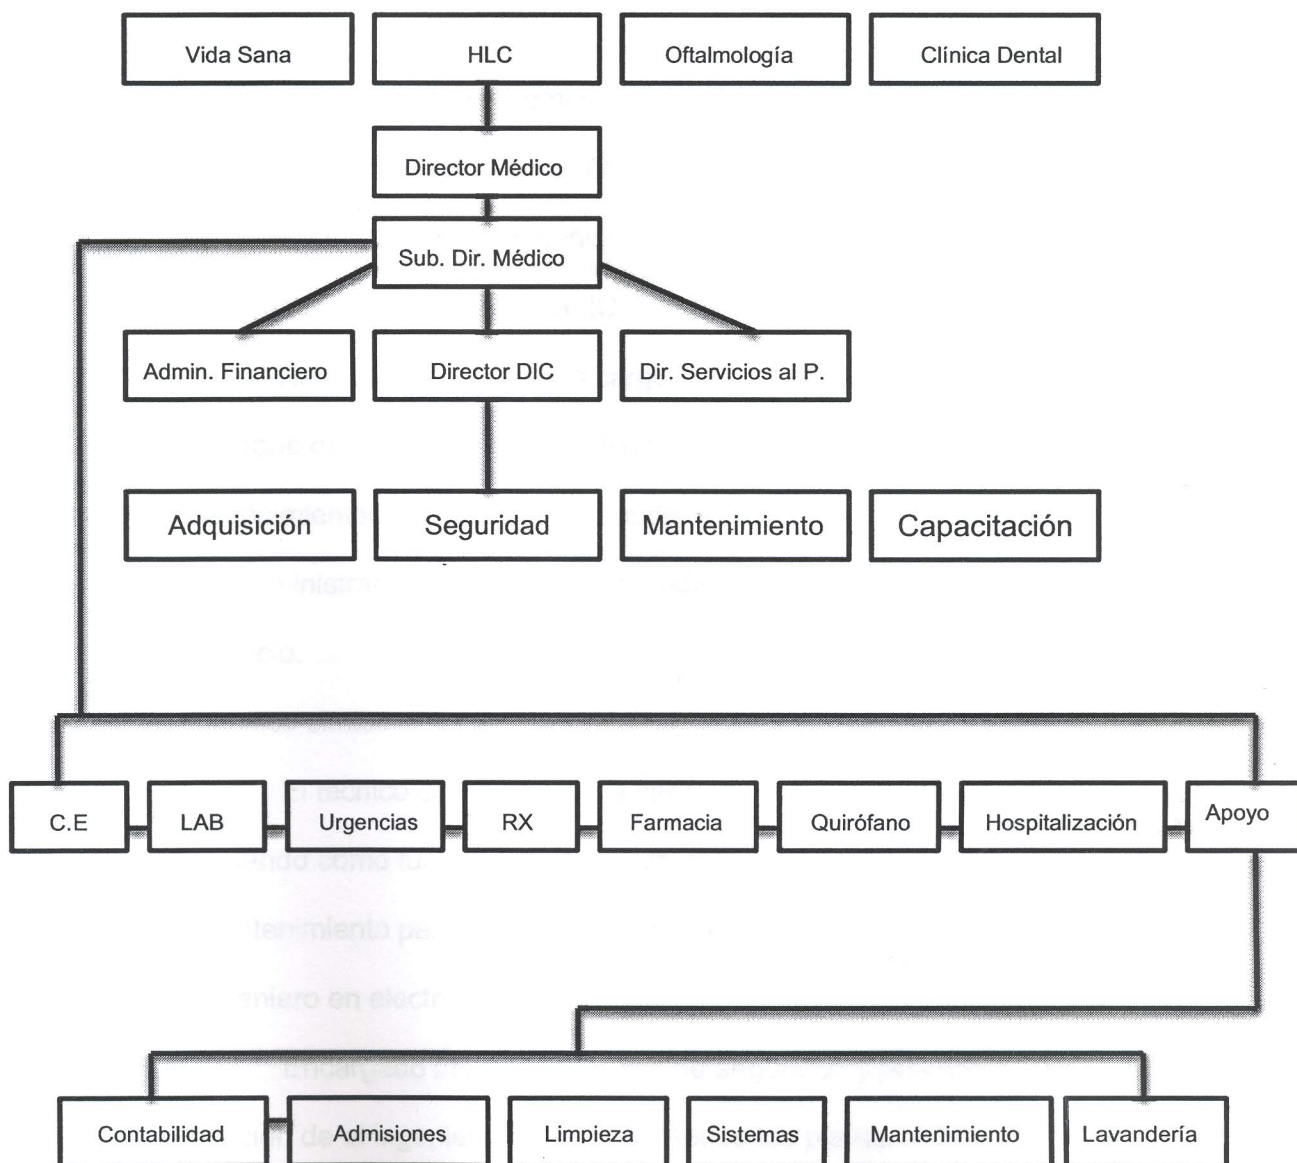 Vida Sana
HLC
Oftalmología
Clínica Dental
Director Médico
Sub. Dir. Médico
Admin. Financiero
Director DIC
Dir. Servicios al P.
Adquisición
Seguridad
Mantenimiento
Capacitación
C.E
LAB
Urgencias
RX
Farmacia
Quirófano
Hospitalización
Apoyo
Contabilidad
Admisiones
Limpieza
Sistemas
Mantenimiento
Lavandería